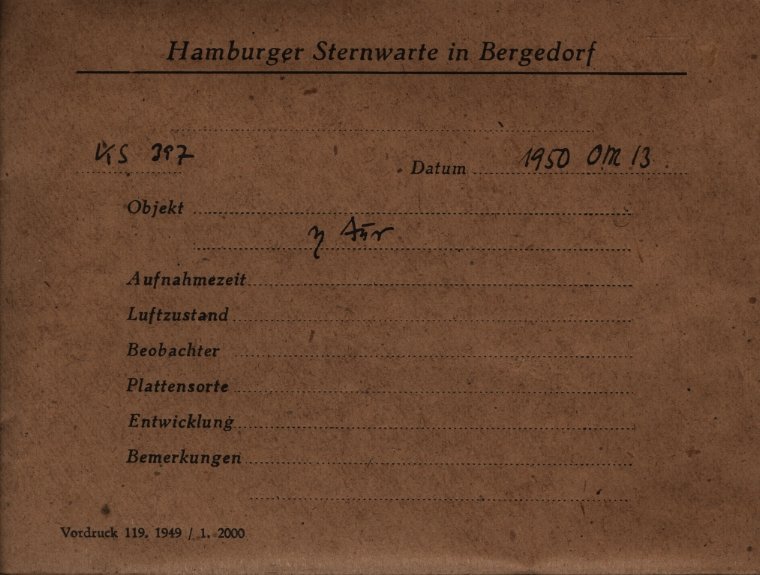 Hamburger Sternwarte in Bergedorf
397 Datum 1950 Okt 13
Objekt
η Aur
Aufnahmezeit
Luftzustand
Beobachter
Plattensorte
Entwicklung
Bemerkungen
Vordruck 119. 1949 / 1. 2000